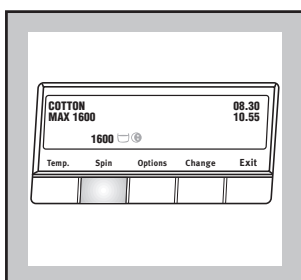 COTTON 08.30
MAX 1600 10.55
1600
Temp. Spin Options Change Exit